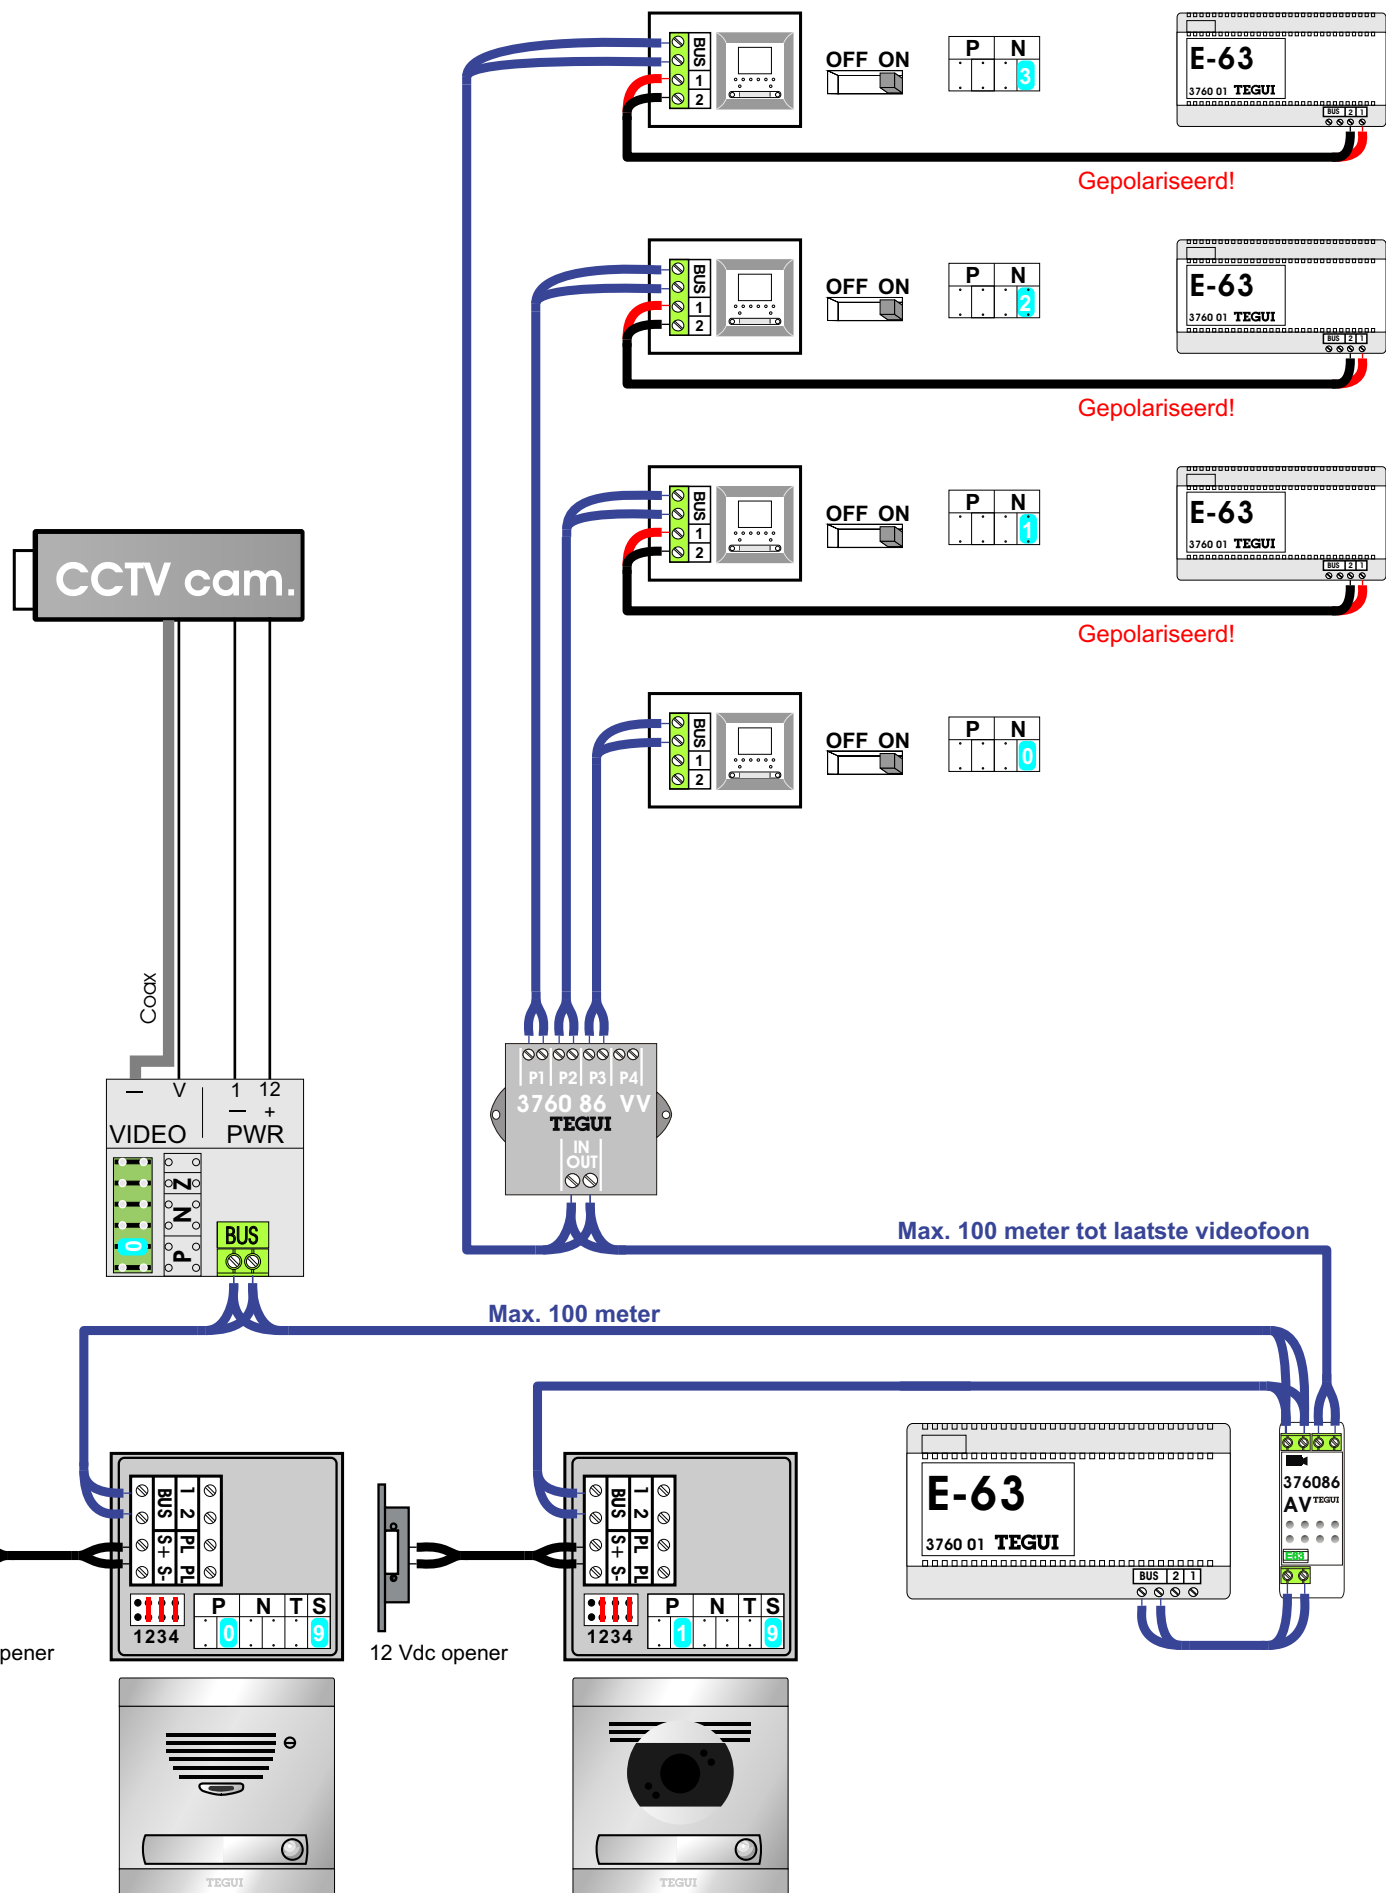 BUS
1
2
OFF ON
P N
3
E-63
3760 01 TEGUI
BUS 2 1
Gepolariseerd!
BUS
1
2
OFF ON
P N
2
E-63
3760 01 TEGUI
BUS 2 1
Gepolariseerd!
BUS
1
2
OFF ON
P N
1
E-63
3760 01 TEGUI
BUS 2 1
Gepolariseerd!
CCTV cam.
BUS
1
2
OFF ON
P N
0
Coax
— V 1 12
— +
VIDEO PWR
Z
N
P
0
BUS
P1 P2 P3 P4
3760 86 VV
TEGUI
IN
OUT
Max. 100 meter tot laatste videofoon
Max. 100 meter
BUS 1 2
S+ S- PL PL
1234
P N T S
0 9
pener
12 Vdc opener
BUS 1 2
S+ S- PL PL
1234
P N T S
1 9
E-63
3760 01 TEGUI
BUS 2 1
376086
AV TEGUI
E63
TEGUI
TEGUI